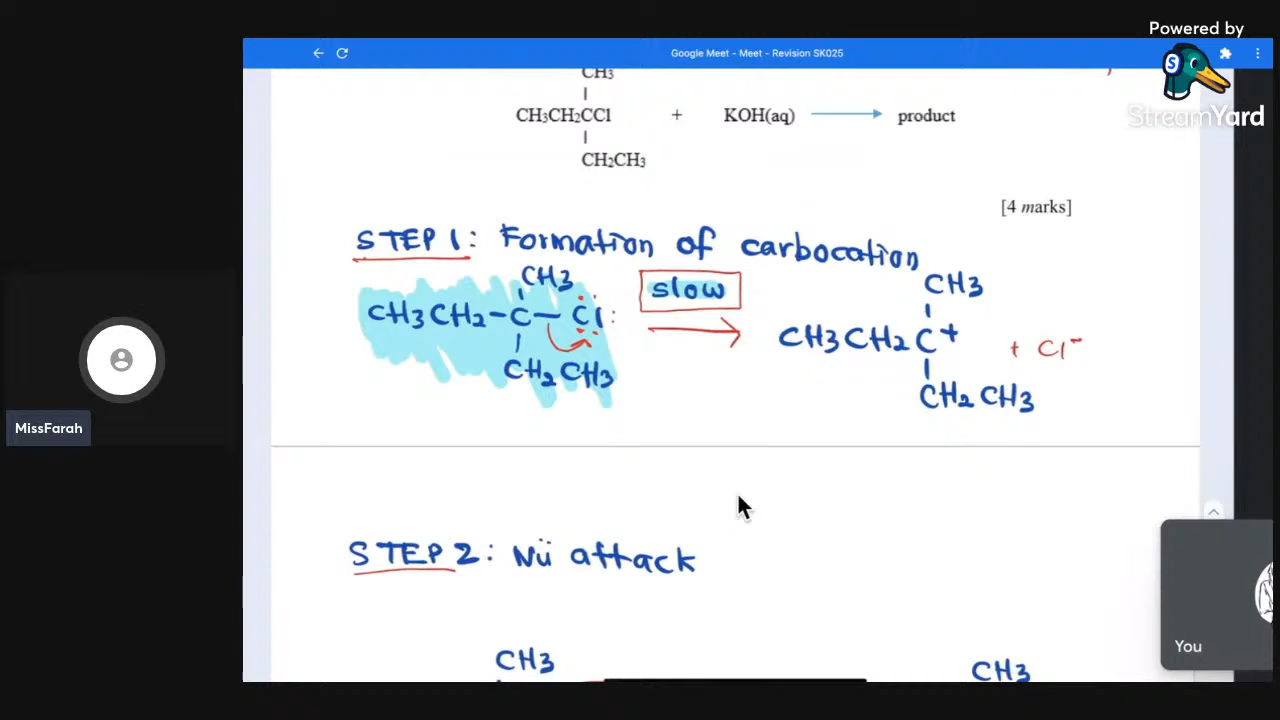 Powered by
StreamYard
Google Meet - Meet - Revision SK025
CH3
CH3CH2CCl + KOH(aq) product
CH2CH3
[4 marks]
STEP 1: Formation of carbocation
CH3
CH3CH2-C-Cl: slow CH3CH2C+ + Cl-
CH3
CH2CH3
CH2CH3
MissFarah
STEP 2: Nü attack
You
CH3
CH3